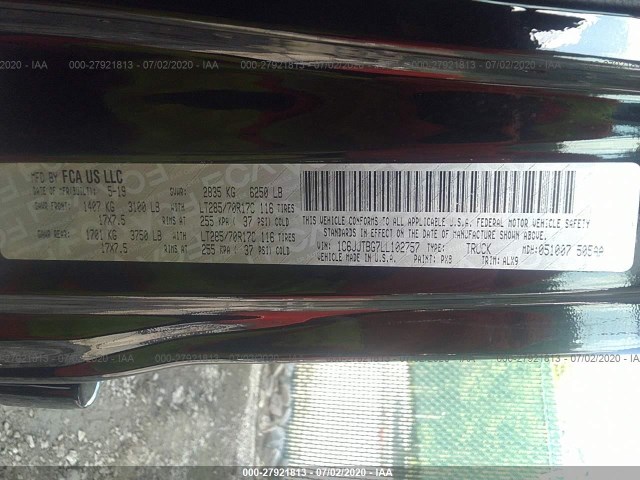 000-27921813 - 07/02/2020 - IAA
000-27921813 - 07/02/2020 - IAA
000-27921813 - 07/02/2020 - IAA
MFD BY FCA US LLC
DATE OF MFR 5-19 GVWR: 2835 KG 6250 LB
GAWR FRONT: 1407 KG 3100 LB WITH LT285/70R17C 116 TIRES
17X7.5 RIMS AT 255 KPA / 37 PSI COLD
GAWR REAR: 1701 KG 3750 LB WITH LT285/70R17C 116 TIRES
17X7.5 RIMS AT 255 KPA / 37 PSI COLD
THIS VEHICLE CONFORMS TO ALL APPLICABLE U.S.A. FEDERAL MOTOR VEHICLE SAFETY
STANDARDS IN EFFECT ON THE DATE OF MANUFACTURE SHOWN ABOVE.
VIN: 1C6JJTBG7LL102757 TYPE: TRUCK MDH: 051007 505AA
VEHICLE MADE IN U.S.A. PAINT: PX8 TRIM: ALX9
000-27921813 - 07/02/2020 - IAA
000-27921813 - 07/02/2020 - IAA
000-27921813 - 07/02/2020 - IAA